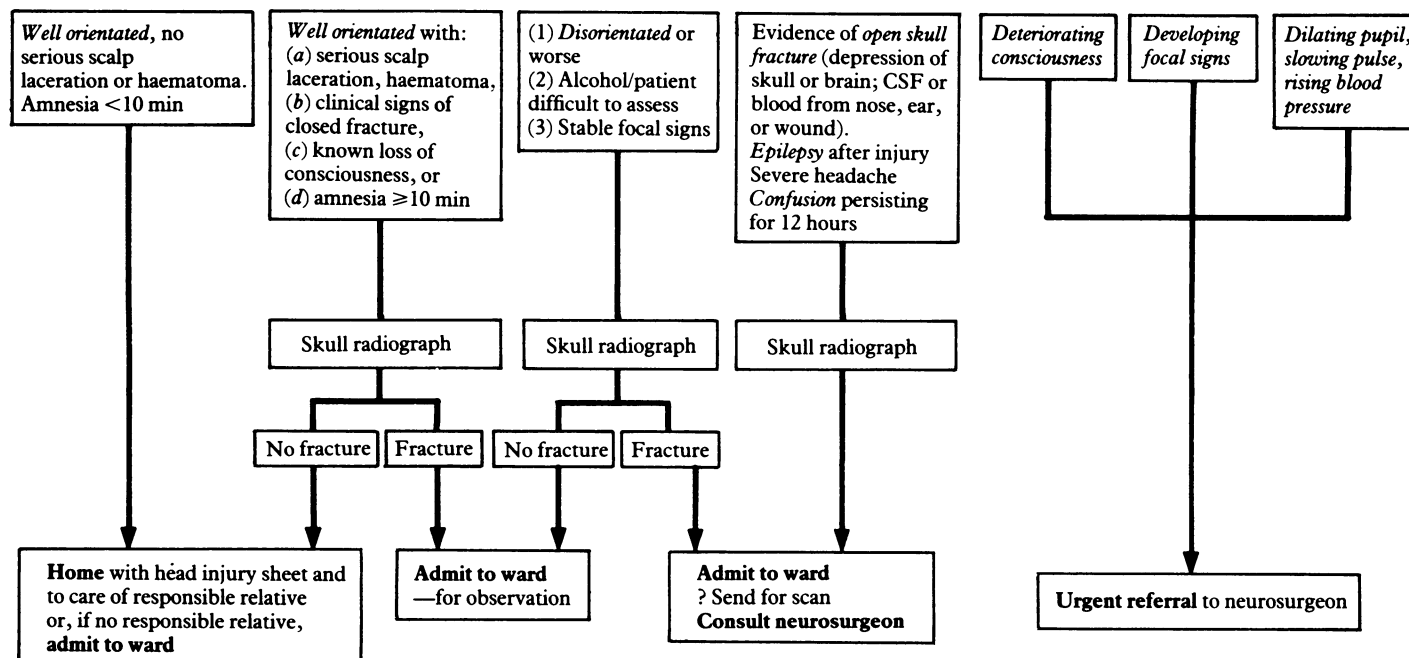 Well orientated, no
serious scalp
laceration or haematoma.
Amnesia <10 min
Well orientated with:
(a) serious scalp
laceration, haematoma,
(b) clinical signs of
closed fracture,
(c) known loss of
consciousness, or
(d) amnesia ⩾10 min
(1) Disorientated or
worse
(2) Alcohol/patient
difficult to assess
(3) Stable focal signs
Evidence of open skull
fracture (depression of
skull or brain; CSF or
blood from nose, ear,
or wound).
Epilepsy after injury
Severe headache
Confusion persisting
for 12 hours
Deteriorating
consciousness
Developing
focal signs
Dilating pupil,
slowing pulse,
rising blood
pressure
Skull radiograph
Skull radiograph
Skull radiograph
No fracture
Fracture
No fracture
Fracture
Home with head injury sheet and
to care of responsible relative
or, if no responsible relative,
admit to ward
Admit to ward
—for observation
Admit to ward
? Send for scan
Consult neurosurgeon
Urgent referral to neurosurgeon